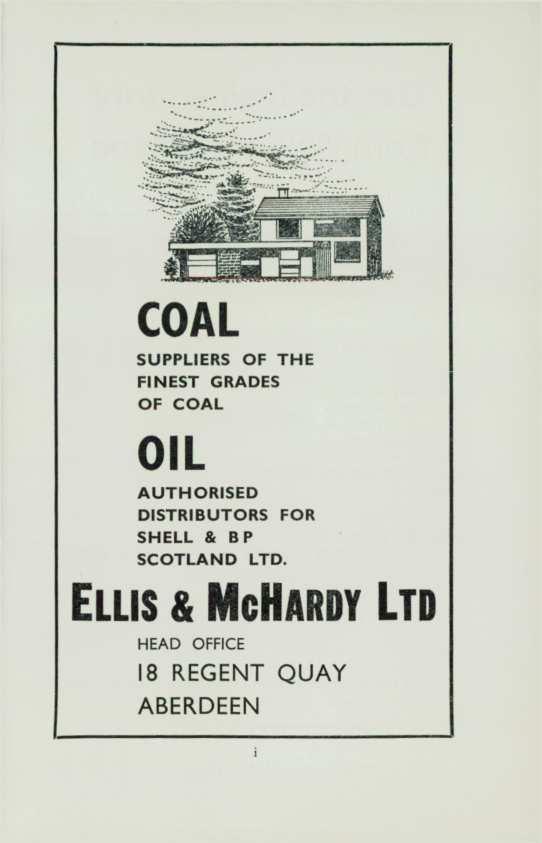 COAL
SUPPLIERS OF THE
FINEST GRADES
OF COAL
OIL
AUTHORISED
DISTRIBUTORS FOR
SHELL & BP
SCOTLAND LTD.
ELLIS & McHARDY LTD
HEAD OFFICE
18 REGENT QUAY
ABERDEEN
i